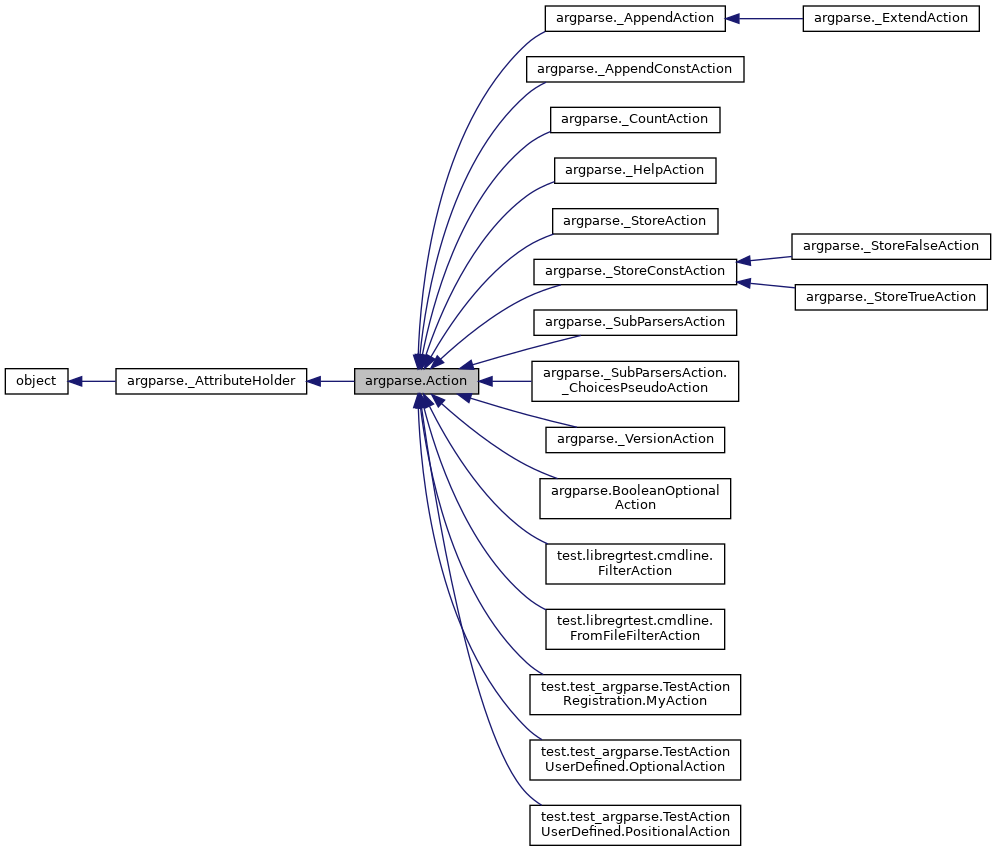 argparse._AppendAction
argparse._ExtendAction
argparse._AppendConstAction
argparse._CountAction
argparse._HelpAction
argparse._StoreAction
argparse._StoreFalseAction
argparse._StoreConstAction
argparse._StoreTrueAction
argparse._SubParsersAction
object
argparse._AttributeHolder
argparse.Action
argparse._SubParsersAction.
_ChoicesPseudoAction
argparse._VersionAction
argparse.BooleanOptional
Action
test.libregrtest.cmdline.
FilterAction
test.libregrtest.cmdline.
FromFileFilterAction
test.test_argparse.TestAction
Registration.MyAction
test.test_argparse.TestAction
UserDefined.OptionalAction
test.test_argparse.TestAction
UserDefined.PositionalAction